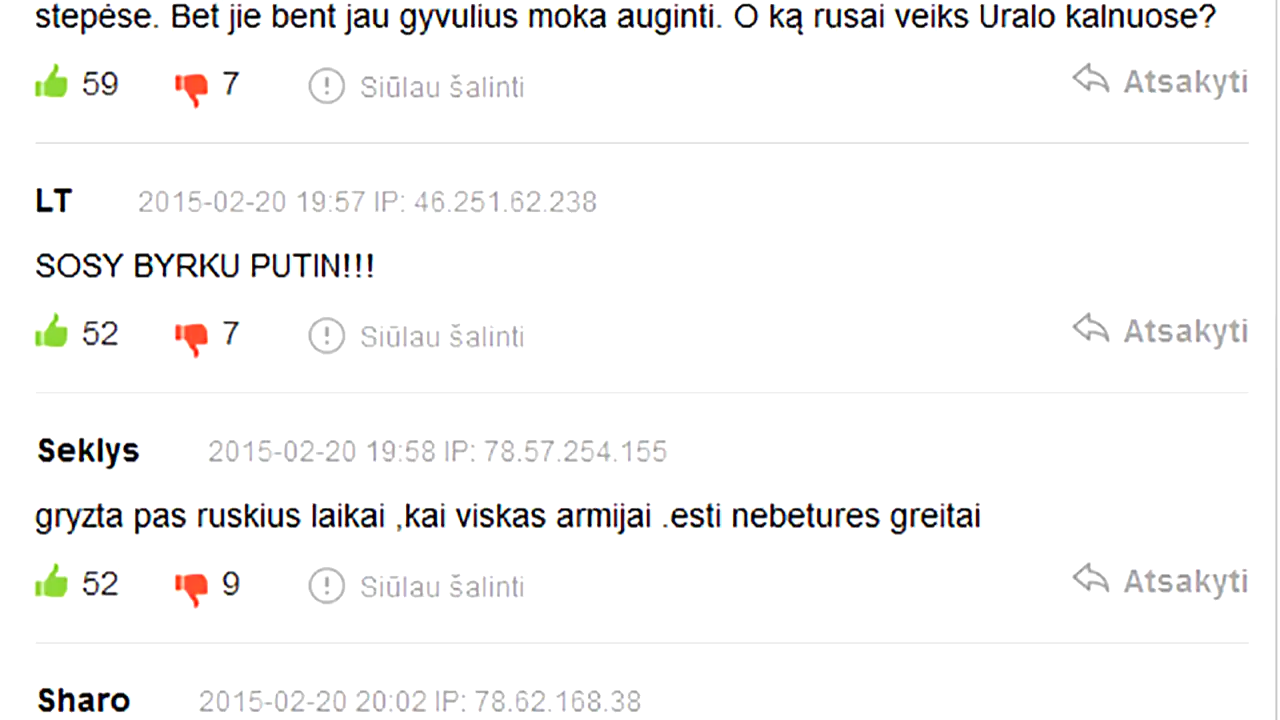 stepėse. Bet jie bent jau gyvulius moka auginti. O ką rusai veiks Uralo kalnuose?
59 7 Siūlau šalinti Atsakyti
LT 2015-02-20 19:57 IP: 46.251.62.238
SOSY BYRKU PUTIN!!!
52 7 Siūlau šalinti Atsakyti
Seklys 2015-02-20 19:58 IP: 78.57.254.155
gryzta pas ruskius laikai ,kai viskas armijai .esti nebetures greitai
52 9 Siūlau šalinti Atsakyti
Sharo 2015-02-20 20:02 IP: 78.62.168.38